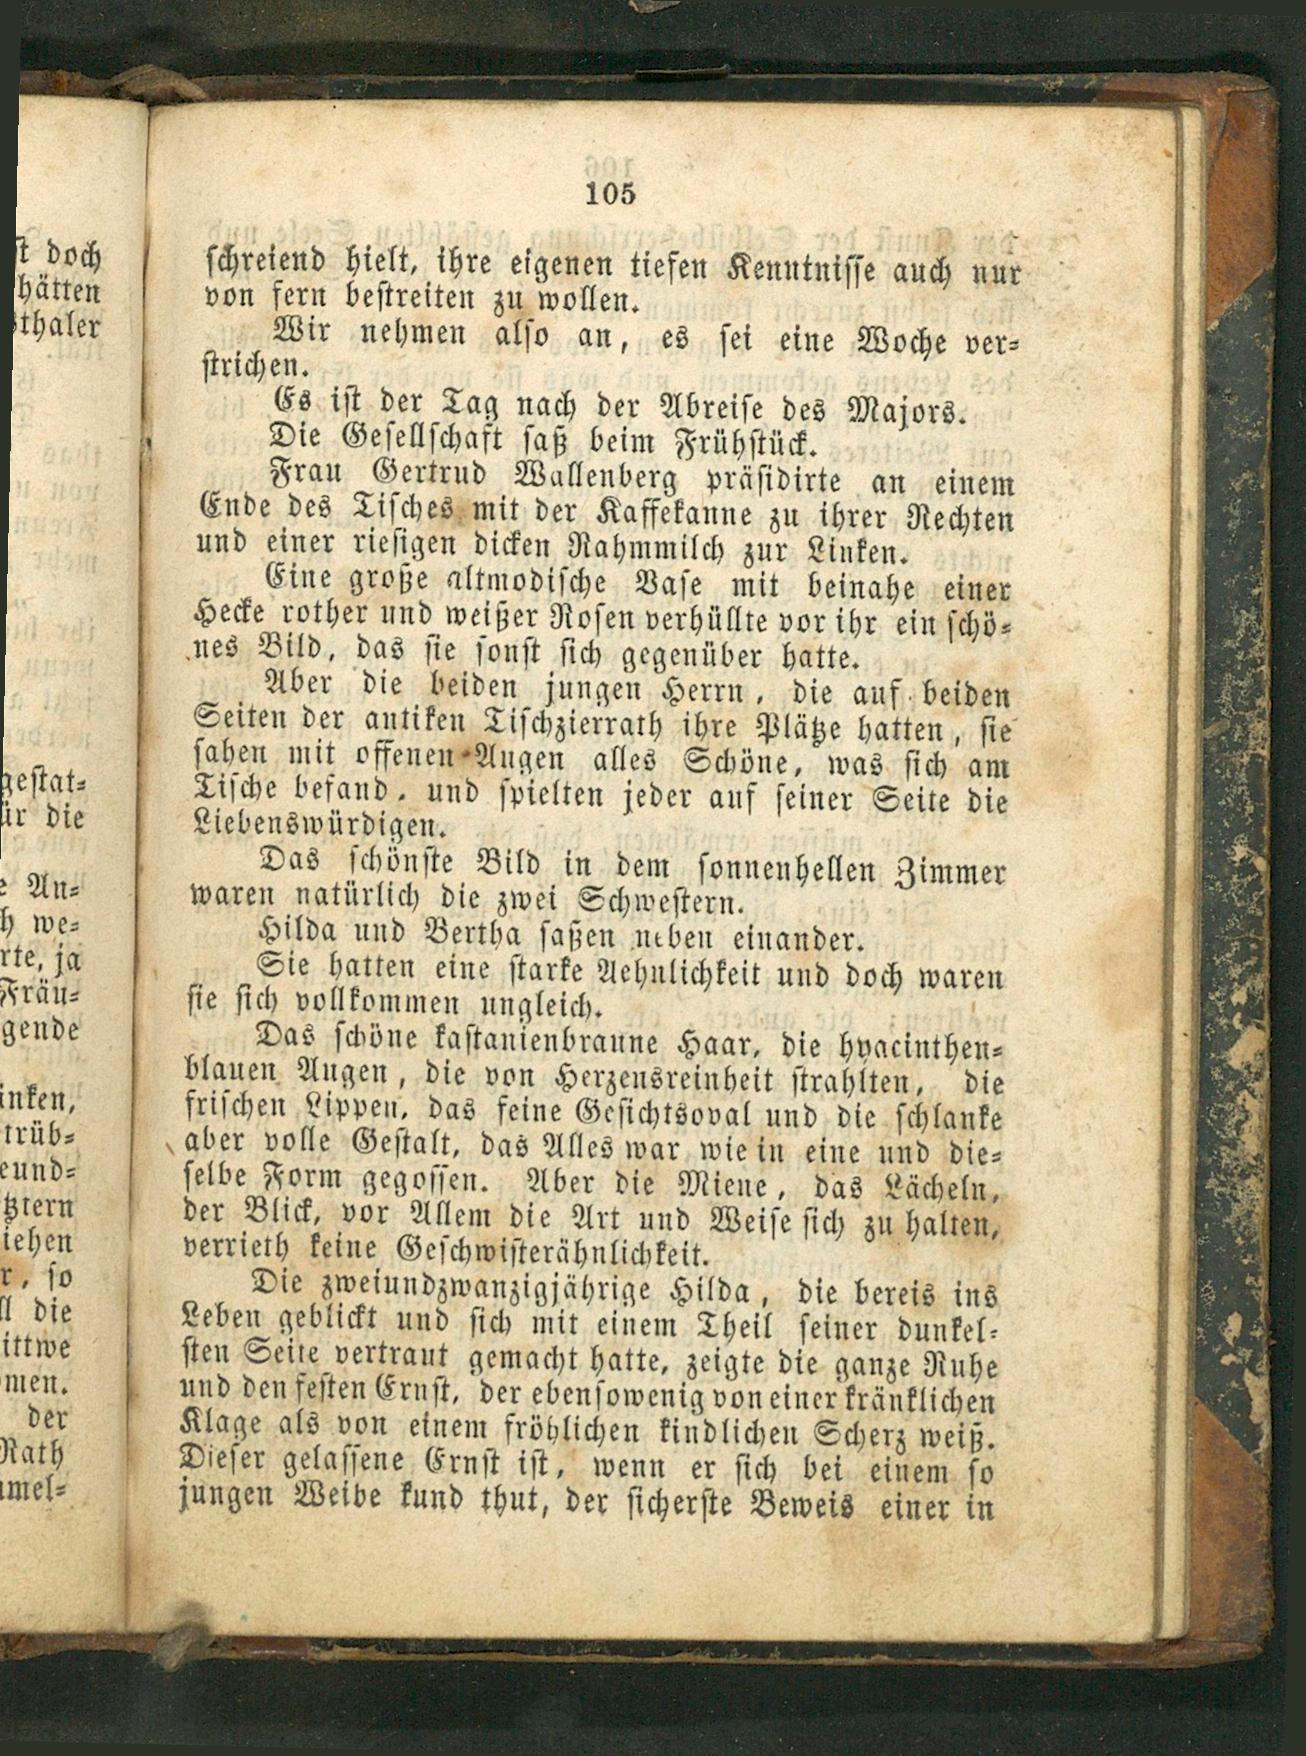 105
schreiend hielt, ihre eigenen tiefen Kenntnisse auch nur
von fern bestreiten zu wollen.
Wir nehmen also an, es sei eine Woche ver-
strichen.
Es ist der Tag nach der Abreise des Majors.
Die Gesellschaft saß beim Frühstück.
Frau Gertrud Wallenberg präsidirte an einem
Ende des Tisches mit der Kaffekanne zu ihrer Rechten
und einer riesigen dicken Rahmmilch zur Linken.
Eine große altmodische Vase mit beinahe einer
Hecke rother und weißer Rosen verhüllte vor ihr ein schö-
nes Bild, das sie sonst sich gegenüber hatte.
Aber die beiden jungen Herrn, die auf beiden
Seiten der antiken Tischzierrath ihre Plätze hatten, sie
sahen mit offenen Augen alles Schöne, was sich am
Tische befand, und spielten jeder auf seiner Seite die
Liebenswürdigen.
Das schönste Bild in dem sonnenhellen Zimmer
waren natürlich die zwei Schwestern.
Hilda und Bertha saßen neben einander.
Sie hatten eine starke Aehnlichkeit und doch waren
sie sich vollkommen ungleich.
Das schöne kastanienbraune Haar, die hyacinthen-
blauen Augen, die von Herzensreinheit strahlten, die
frischen Lippen, das feine Gesichtsoval und die schlanke
aber volle Gestalt, das Alles war wie in eine und die-
selbe Form gegossen. Aber die Miene, das Lächeln,
der Blick, vor Allem die Art und Weise sich zu halten,
verrieth keine Geschwisterähnlichkeit.
Die zweiundzwanzigjährige Hilda, die bereis ins
Leben geblickt und sich mit einem Theil seiner dunkel-
sten Seite vertraut gemacht hatte, zeigte die ganze Ruhe
und den festen Ernst, der ebensowenig von einer kränklichen
Klage als von einem fröhlichen kindlichen Scherz weiß.
Dieser gelassene Ernst ist, wenn er sich bei einem so
jungen Weibe kund thut, der sicherste Beweis einer in